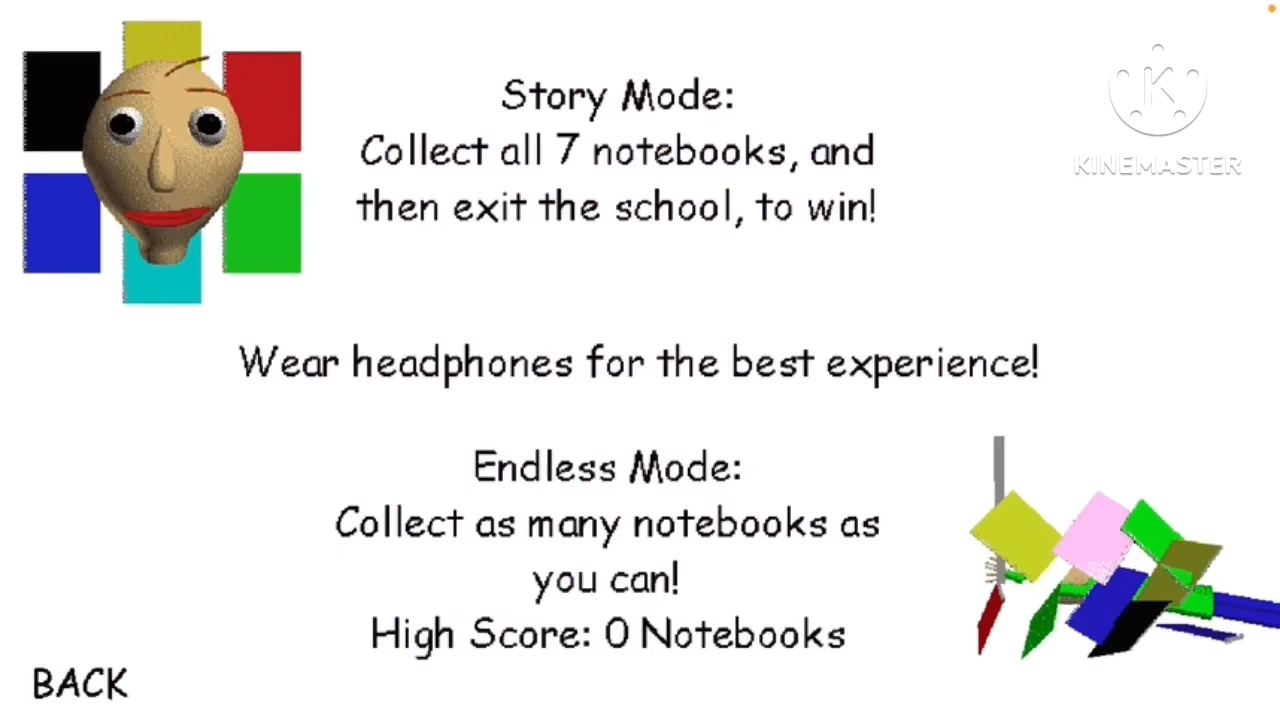 Story Mode:
Collect all 7 notebooks, and
then exit the school, to win!
K
KINEMASTER
Wear headphones for the best experience!
Endless Mode:
Collect as many notebooks as
you can!
High Score: 0 Notebooks
BACK